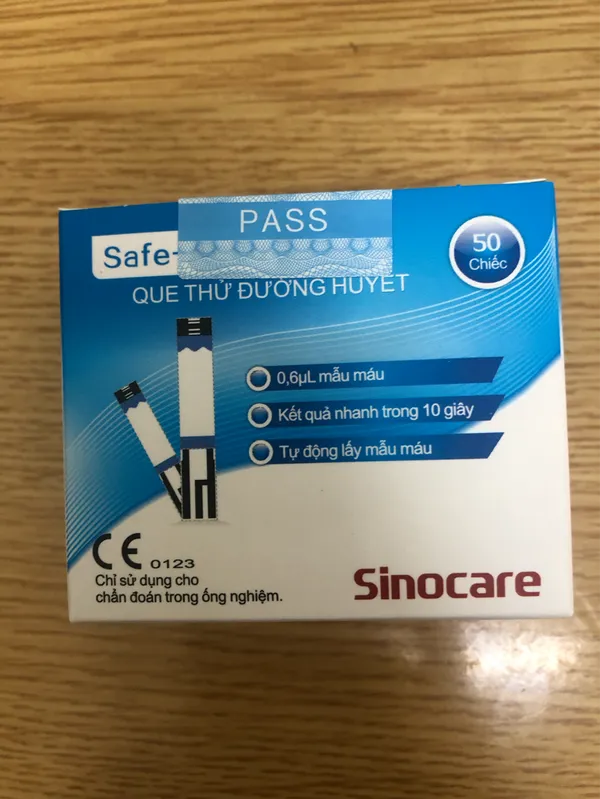 PASS
Safe-
50
Chiếc
QUE THỬ ĐƯỜNG HUYẾT
0,6µL mẫu máu
Kết quả nhanh trong 10 giây
Tự động lấy mẫu máu
CE 0123
Chỉ sử dụng cho
chẩn đoán trong ống nghiệm.
Sinocare